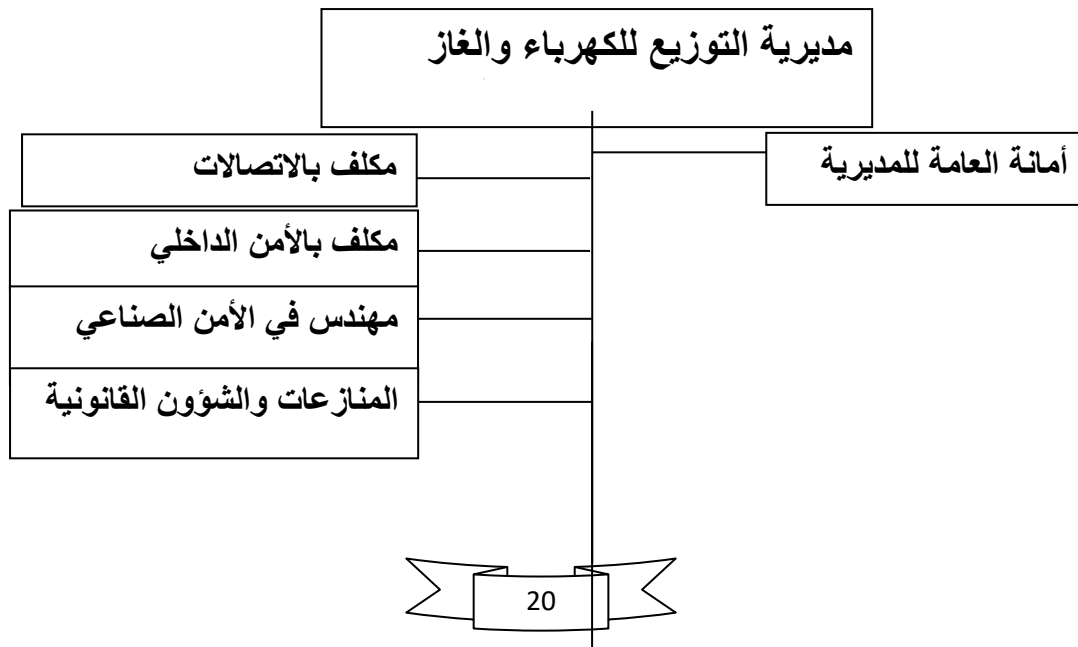 مديرية التوزيع للكهرباء والغاز
أمانة العامة للمديرية
مكلف بالاتصالات
مكلف بالأمن الداخلي
مهندس في الأمن الصناعي
المنازعات والشؤون القانونية
20